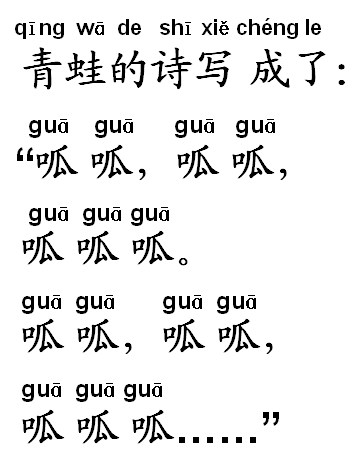 qīng wā de shī xiě chéng le
青蛙的诗写 成了:
guā guā guā guā
“呱 呱，呱 呱，
guā guā guā
呱 呱 呱。
guā guā guā guā
呱 呱，呱 呱，
guā guā guā
呱 呱 呱……”